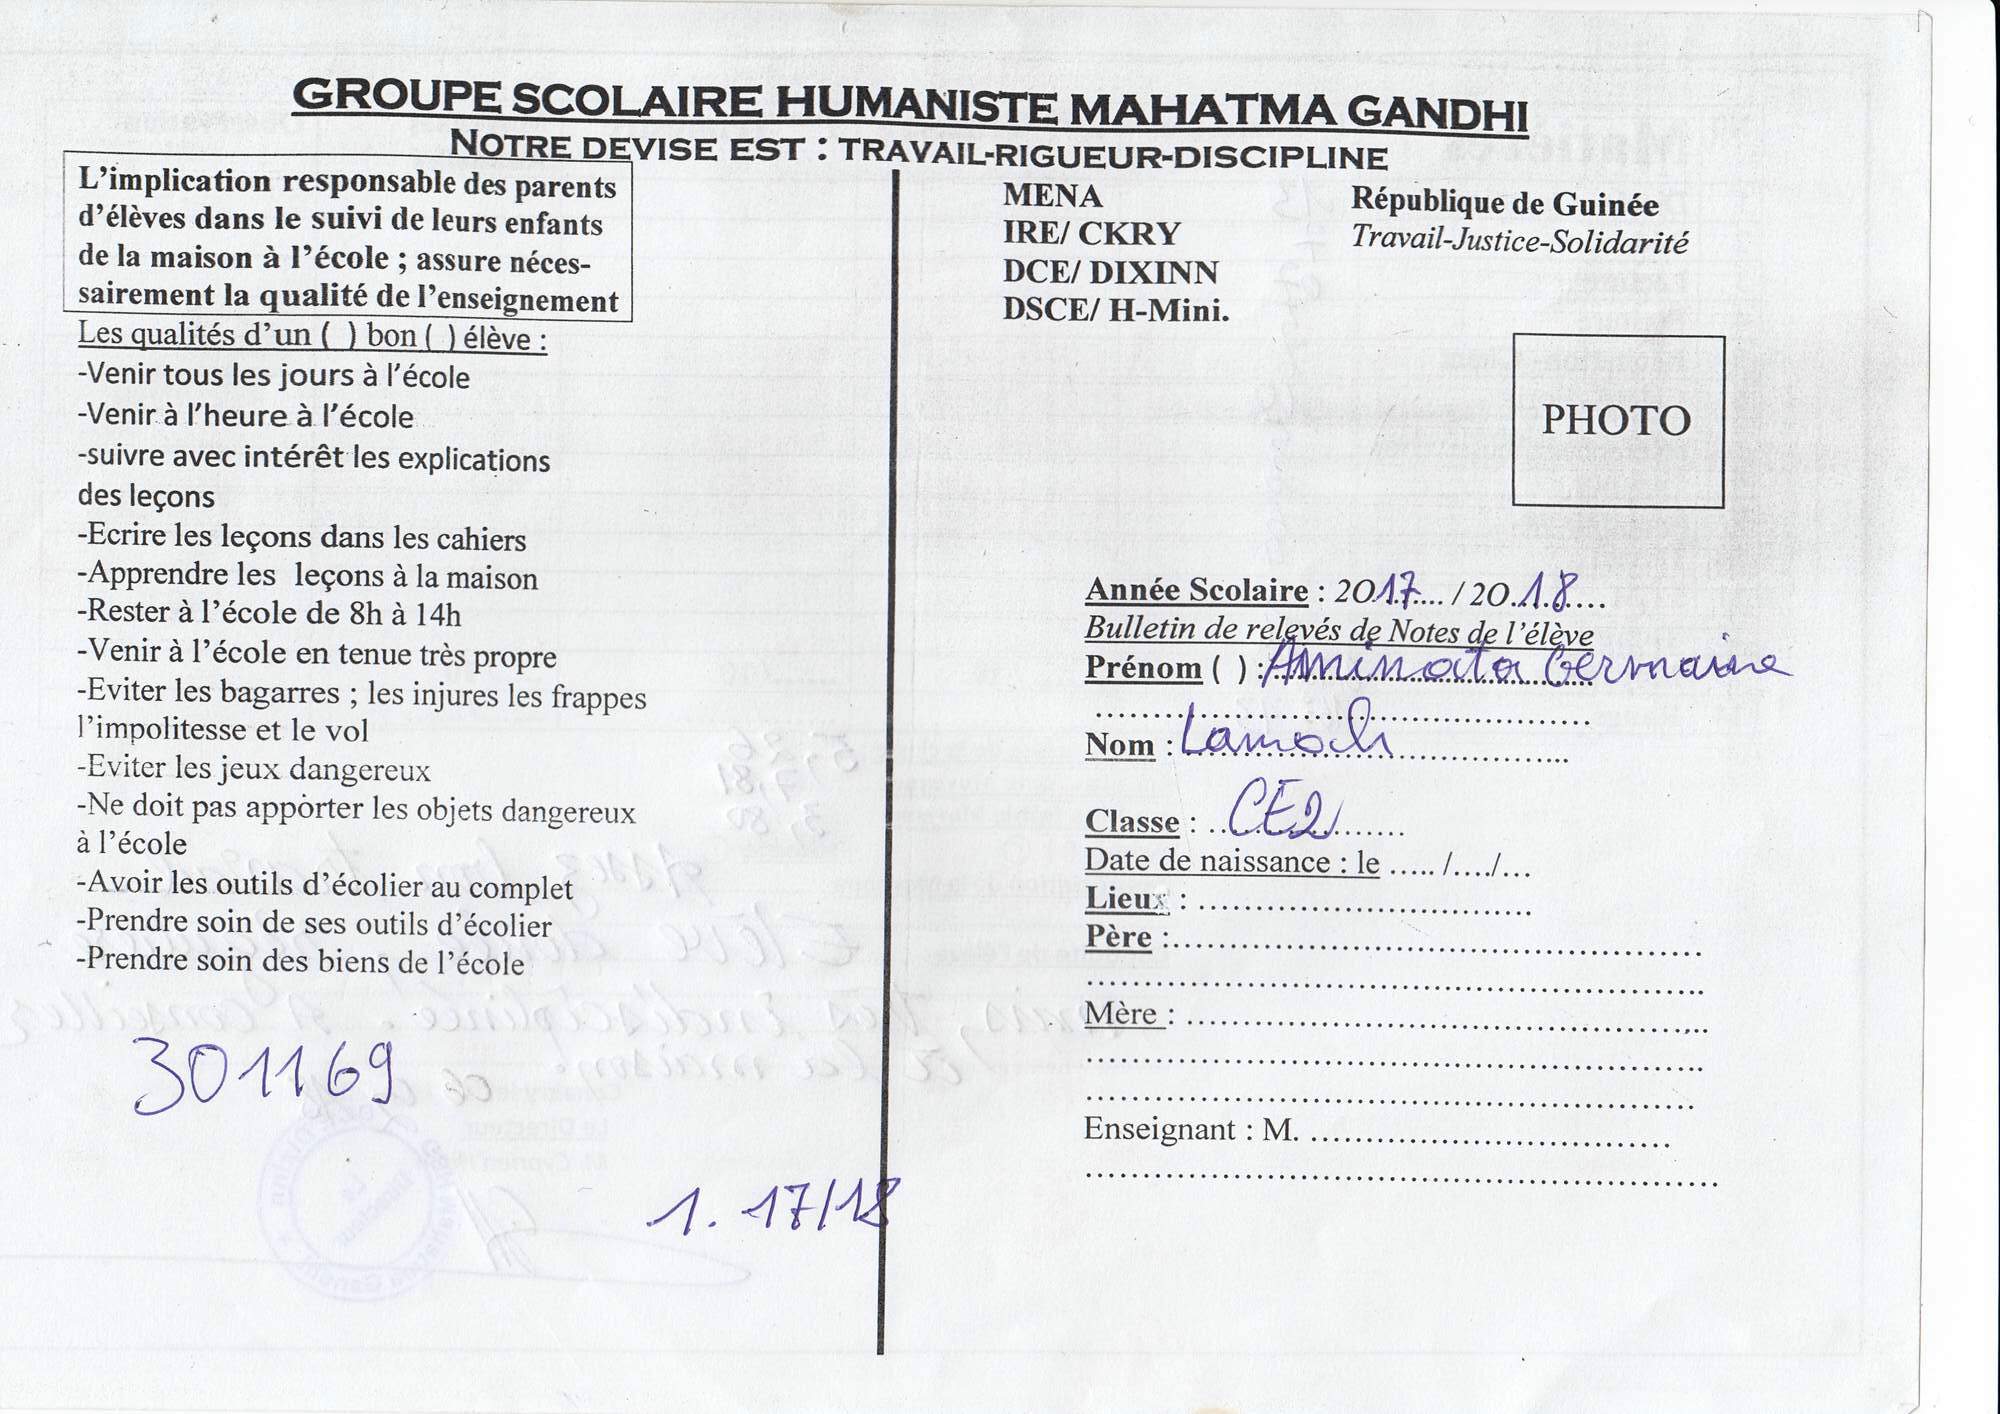 GROUPE SCOLAIRE HUMANISTE MAHATMA GANDHI
NOTRE DEVISE EST : TRAVAIL-RIGUEUR-DISCIPLINE
L'implication responsable des parents
d'élèves dans le suivi de leurs enfants
de la maison à l'école ; assure néces-
sairement la qualité de l'enseignement
Les qualités d'un ( ) bon ( ) élève :
-Venir tous les jours à l'école
-Venir à l'heure à l'école
-suivre avec intérêt les explications
des leçons
-Ecrire les leçons dans les cahiers
-Apprendre les leçons à la maison
-Rester à l'école de 8h à 14h
-Venir à l'école en tenue très propre
-Eviter les bagarres ; les injures les frappes
l'impolitesse et le vol
-Eviter les jeux dangereux
-Ne doit pas apporter les objets dangereux
à l'école
-Avoir les outils d'écolier au complet
-Prendre soin de ses outils d'écolier
-Prendre soin des biens de l'école
301169
1. 17/18
MENA
IRE/ CKRY
DCE/ DIXINN
DSCE/ H-Mini.
République de Guinée
Travail-Justice-Solidarité
PHOTO
Année Scolaire : 2017.... / 2018....
Bulletin de relevés de Notes de l'élève
Prénom ( ) : Aminata Germaine
Nom :
Classe : CE2
Date de naissance : le ..... /..../...
Lieux : ..............................
Père :..............................
Mère : ..............................
Enseignant : M. ..............................